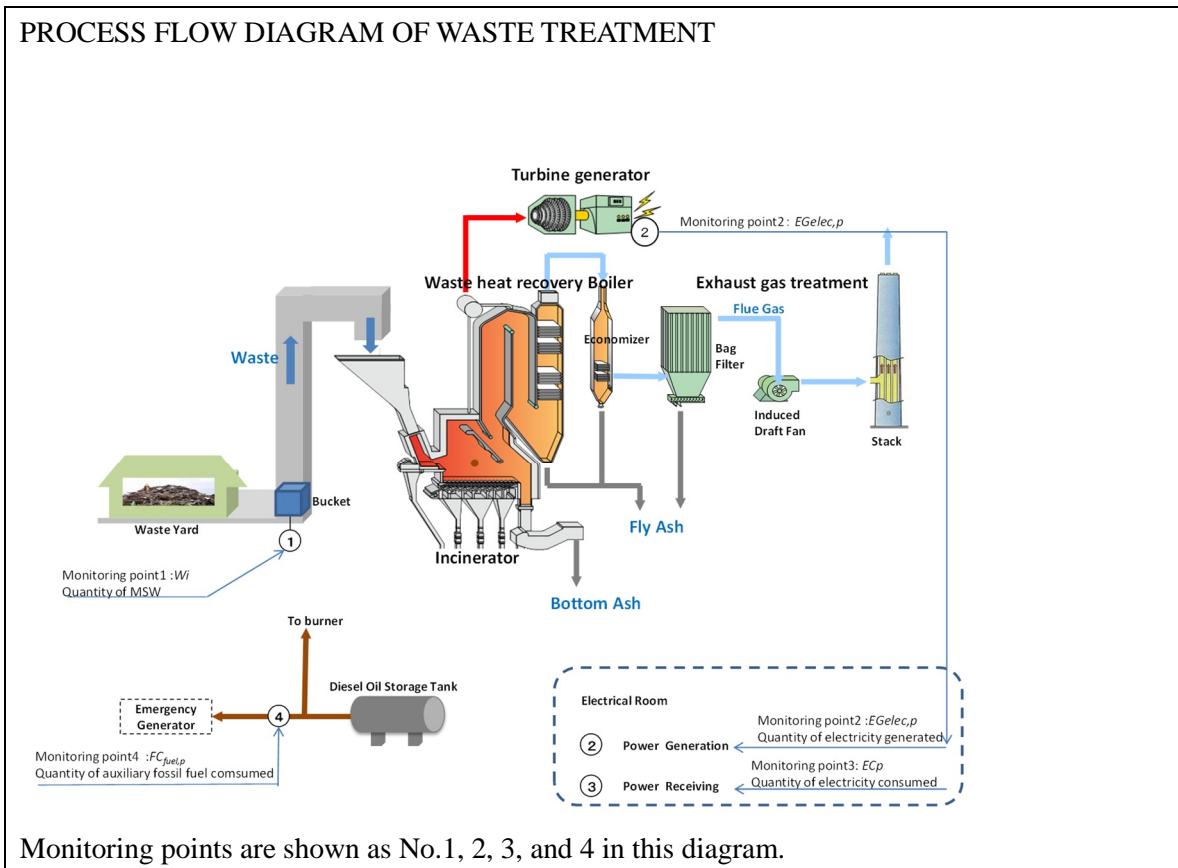 PROCESS FLOW DIAGRAM OF WASTE TREATMENT
Turbine generator
2
Monitoring point2: EGelec,p
Waste heat recovery Boiler
Exhaust gas treatment
Flue Gas
Economizer
Bag
Filter
Waste
Induced
Draft Fan
Stack
Bucket
Waste Yard
1
Fly Ash
Incinerator
Monitoring point1 :Wi
Quantity of MSW
Bottom Ash
To burner
Diesel Oil Storage Tank
Emergency
Generator
4
Monitoring point4 :FCfuel,p
Quantity of auxiliary fossil fuel comsumed
Electrical Room
Monitoring point2 :EGelec,p
2 Power Generation
Quantity of electricity generated
Monitoring point3: ECp
3 Power Receiving
Quantity of electricity consumed
Monitoring points are shown as No.1, 2, 3, and 4 in this diagram.